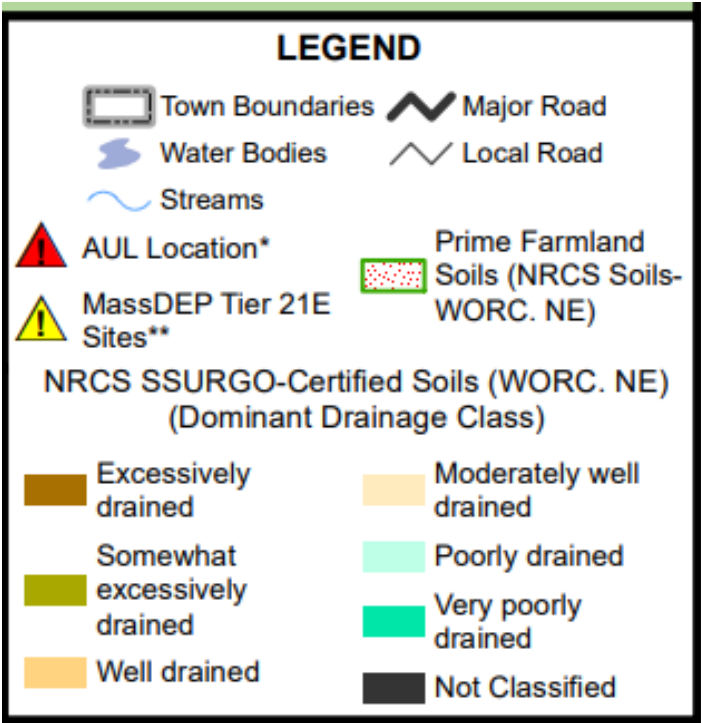 LEGEND
Town Boundaries
Major Road
Water Bodies
Local Road
Streams
AUL Location*
Prime Farmland
Soils (NRCS Soils-
WORC. NE)
MassDEP Tier 21E
Sites**
NRCS SSURGO-Certified Soils (WORC. NE)
(Dominant Drainage Class)
Excessively
drained
Somewhat
excessively
drained
Well drained
Moderately well
drained
Poorly drained
Very poorly
drained
Not Classified